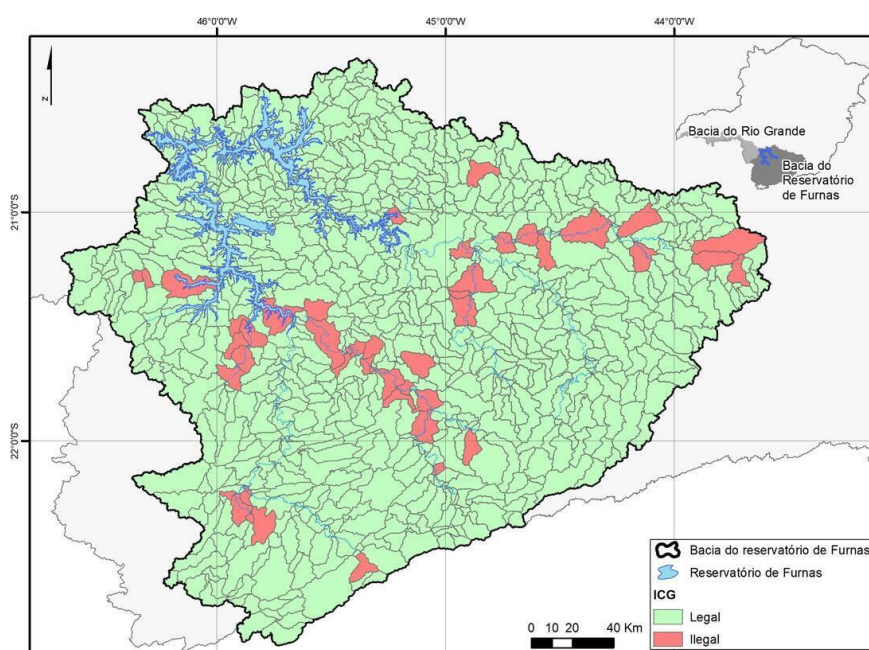 46°0'0"W
45°0'0"W
44°0'0"W
N
Bacia do Rio Grande
Bacia do
Reservatório
de Furnas
21°0'0"S
22°0'0"S
Bacia do reservatório de Furnas
Reservatório de Furnas
ICG
Legal
Ilegal
0 10 20 40 Km